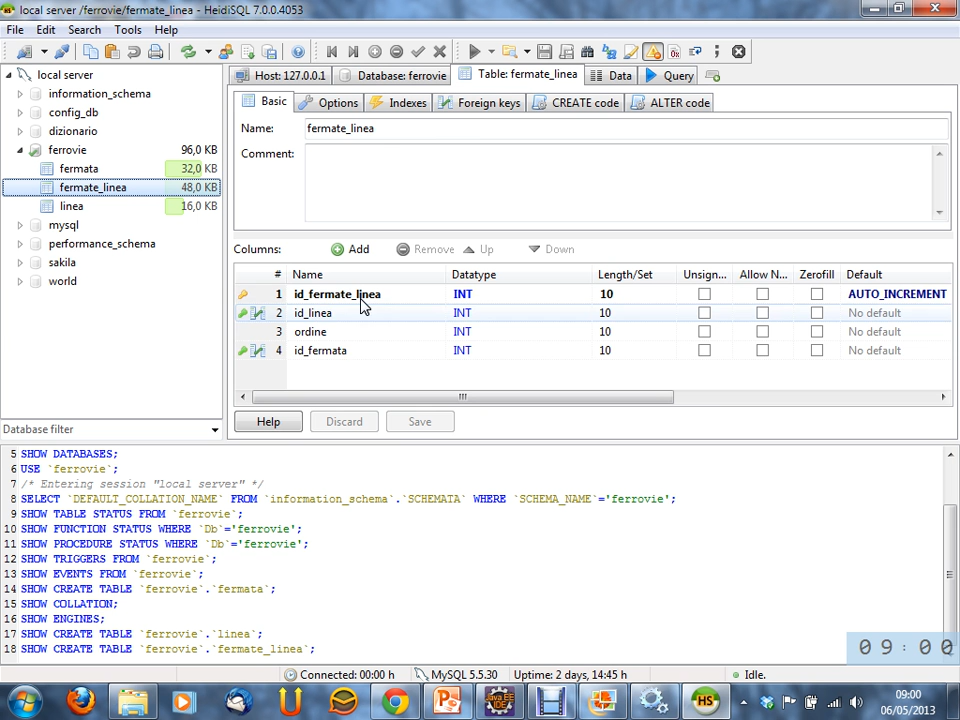 local server /ferrovie/fermate_linea - HeidiSQL 7.0.0.4053
File Edit Search Tools Help
local server
information_schema
config_db
dizionario
ferrovie 96,0 KB
fermata 32,0 KB
fermate_linea 48,0 KB
linea 16,0 KB
mysql
performance_schema
sakila
world
Database filter
Host: 127.0.0.1 Database: ferrovie Table: fermate_linea Data Query
Basic Options Indexes Foreign keys CREATE code ALTER code
Name: fermate_linea
Comment:
Columns: Add Remove Up Down
# Name Datatype Length/Set Unsign... Allow N... Zerofill Default
1 id_fermate_linea INT 10 AUTO_INCREMENT
2 id_linea INT 10 No default
3 ordine INT 10 No default
4 id_fermata INT 10 No default
Help Discard Save
5 SHOW DATABASES;
6 USE `ferrovie`;
7 /* Entering session "local server" */
8 SELECT `DEFAULT_COLLATION_NAME` FROM `information_schema`.`SCHEMATA` WHERE `SCHEMA_NAME`='ferrovie';
9 SHOW TABLE STATUS FROM `ferrovie`;
10 SHOW FUNCTION STATUS WHERE `Db`='ferrovie';
11 SHOW PROCEDURE STATUS WHERE `Db`='ferrovie';
12 SHOW TRIGGERS FROM `ferrovie`;
13 SHOW EVENTS FROM `ferrovie`;
14 SHOW CREATE TABLE `ferrovie`.`fermata`;
15 SHOW COLLATION;
16 SHOW ENGINES;
17 SHOW CREATE TABLE `ferrovie`.`linea`;
18 SHOW CREATE TABLE `ferrovie`.`fermate_linea`;
09:00
Connected: 00:00 h MySQL 5.5.30 Uptime: 2 days, 14:45 h Idle.
Java EE
IDE
HS
09:00
06/05/2013